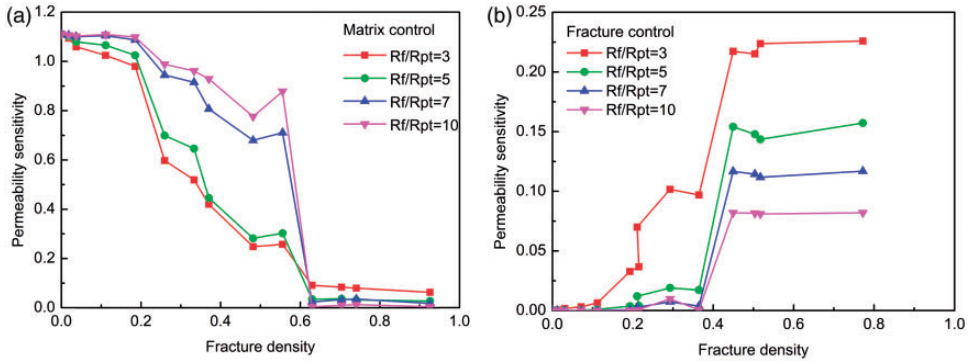 (a)
Matrix control
Rf/Rpt=3
Rf/Rpt=5
Rf/Rpt=7
Rf/Rpt=10
Permeability sensitivity
1.2
1.0
0.8
0.6
0.4
0.2
0.0
0.0 0.2 0.4 0.6 0.8 1.0
Fracture density
(b)
Fracture control
Rf/Rpt=3
Rf/Rpt=5
Rf/Rpt=7
Rf/Rpt=10
Permeability sensitivity
0.25
0.20
0.15
0.10
0.05
0.00
0.0 0.2 0.4 0.6 0.8 1.0
Fracture density